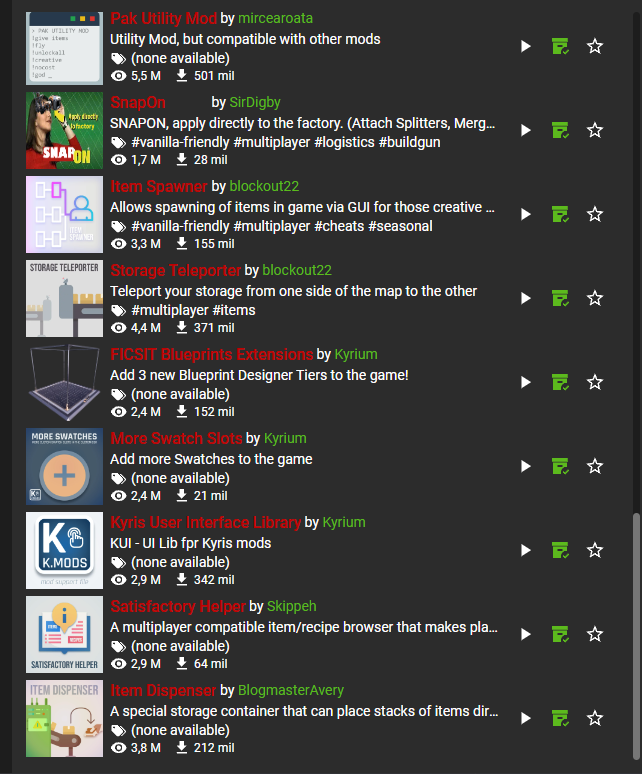 > PAK UTILITY MOD
!give items
!fly
!unlockall
!creative
!nocost
!god _
Pak Utility Mod by mircearoata
Utility Mod, but compatible with other mods
(none available)
5,5 M 501 mil
Apply directly
to factory
SNAP
ON
SnapOn by SirDigby
SNAPON, apply directly to the factory. (Attach Splitters, Merg...
#vanilla-friendly #multiplayer #logistics #buildgun
1,7 M 28 mil
ITEM
SPAWNER
Item Spawner by blockout22
Allows spawning of items in game via GUI for those creative ...
#vanilla-friendly #multiplayer #cheats #seasonal
3,3 M 155 mil
STORAGE TELEPORTER
Storage Teleporter by blockout22
Teleport your storage from one side of the map to the other
#multiplayer #items
4,4 M 371 mil
FICSIT Blueprints Extensions by Kyrium
Add 3 new Blueprint Designer Tiers to the game!
(none available)
2,4 M 152 mil
MORE SWATCHES
K
More Swatch Slots by Kyrium
Add more Swatches to the game
(none available)
2,4 M 21 mil
K
K.MODS
mod support file
Kyris User Interface Library by Kyrium
KUI - UI Lib fpr Kyris mods
(none available)
2,9 M 342 mil
SATISFACTORY HELPER
Satisfactory Helper by Skippeh
A multiplayer compatible item/recipe browser that makes pla...
(none available)
2,9 M 64 mil
ITEM DISPENSER
Item Dispenser by BlogmasterAvery
A special storage container that can place stacks of items dir...
(none available)
3,8 M 212 mil